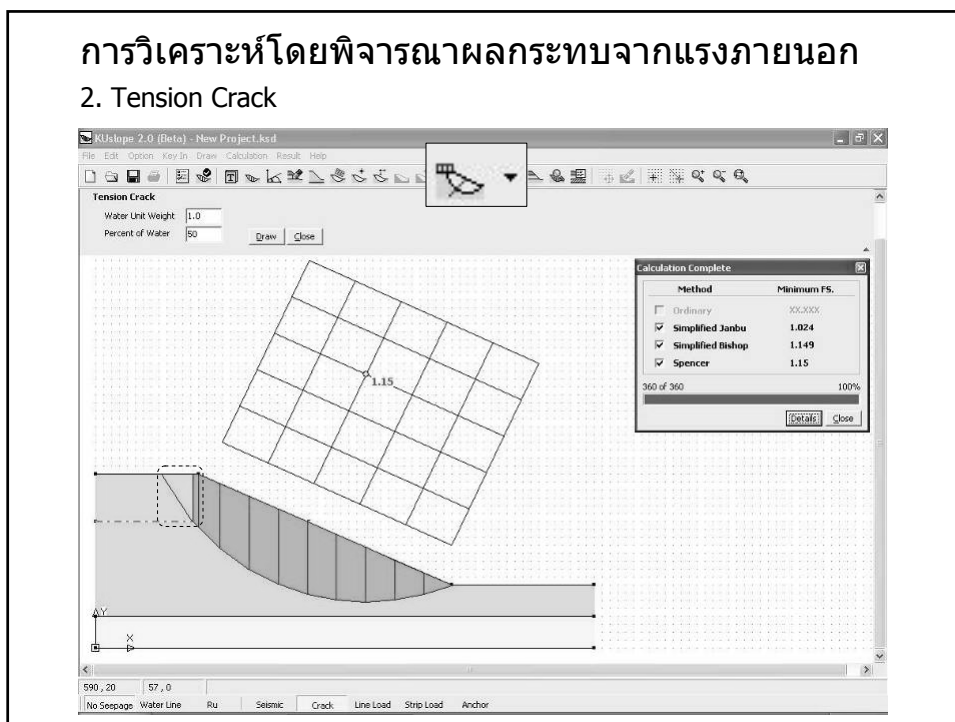 การวิเคราะห์โดยพิจารณาผลกระทบจากแรงภายนอก
2. Tension Crack
KUslope 2.0 (Beta) - New Project.ksd
File Edit Option Key In Draw Calculation Result Help
Tension Crack
Water Unit Weight 1.0
Percent of Water 50 Draw Close
Calculation Complete
Method Minimum FS.
Ordinary XX.XXX
Simplified Janbu 1.024
Simplified Bishop 1.149
Spencer 1.15
360 of 360 100%
Details Close
1.15
Y
X
590 , 20 57 , 0
No Seepage Water Line Ru Seismic Crack Line Load Strip Load Anchor